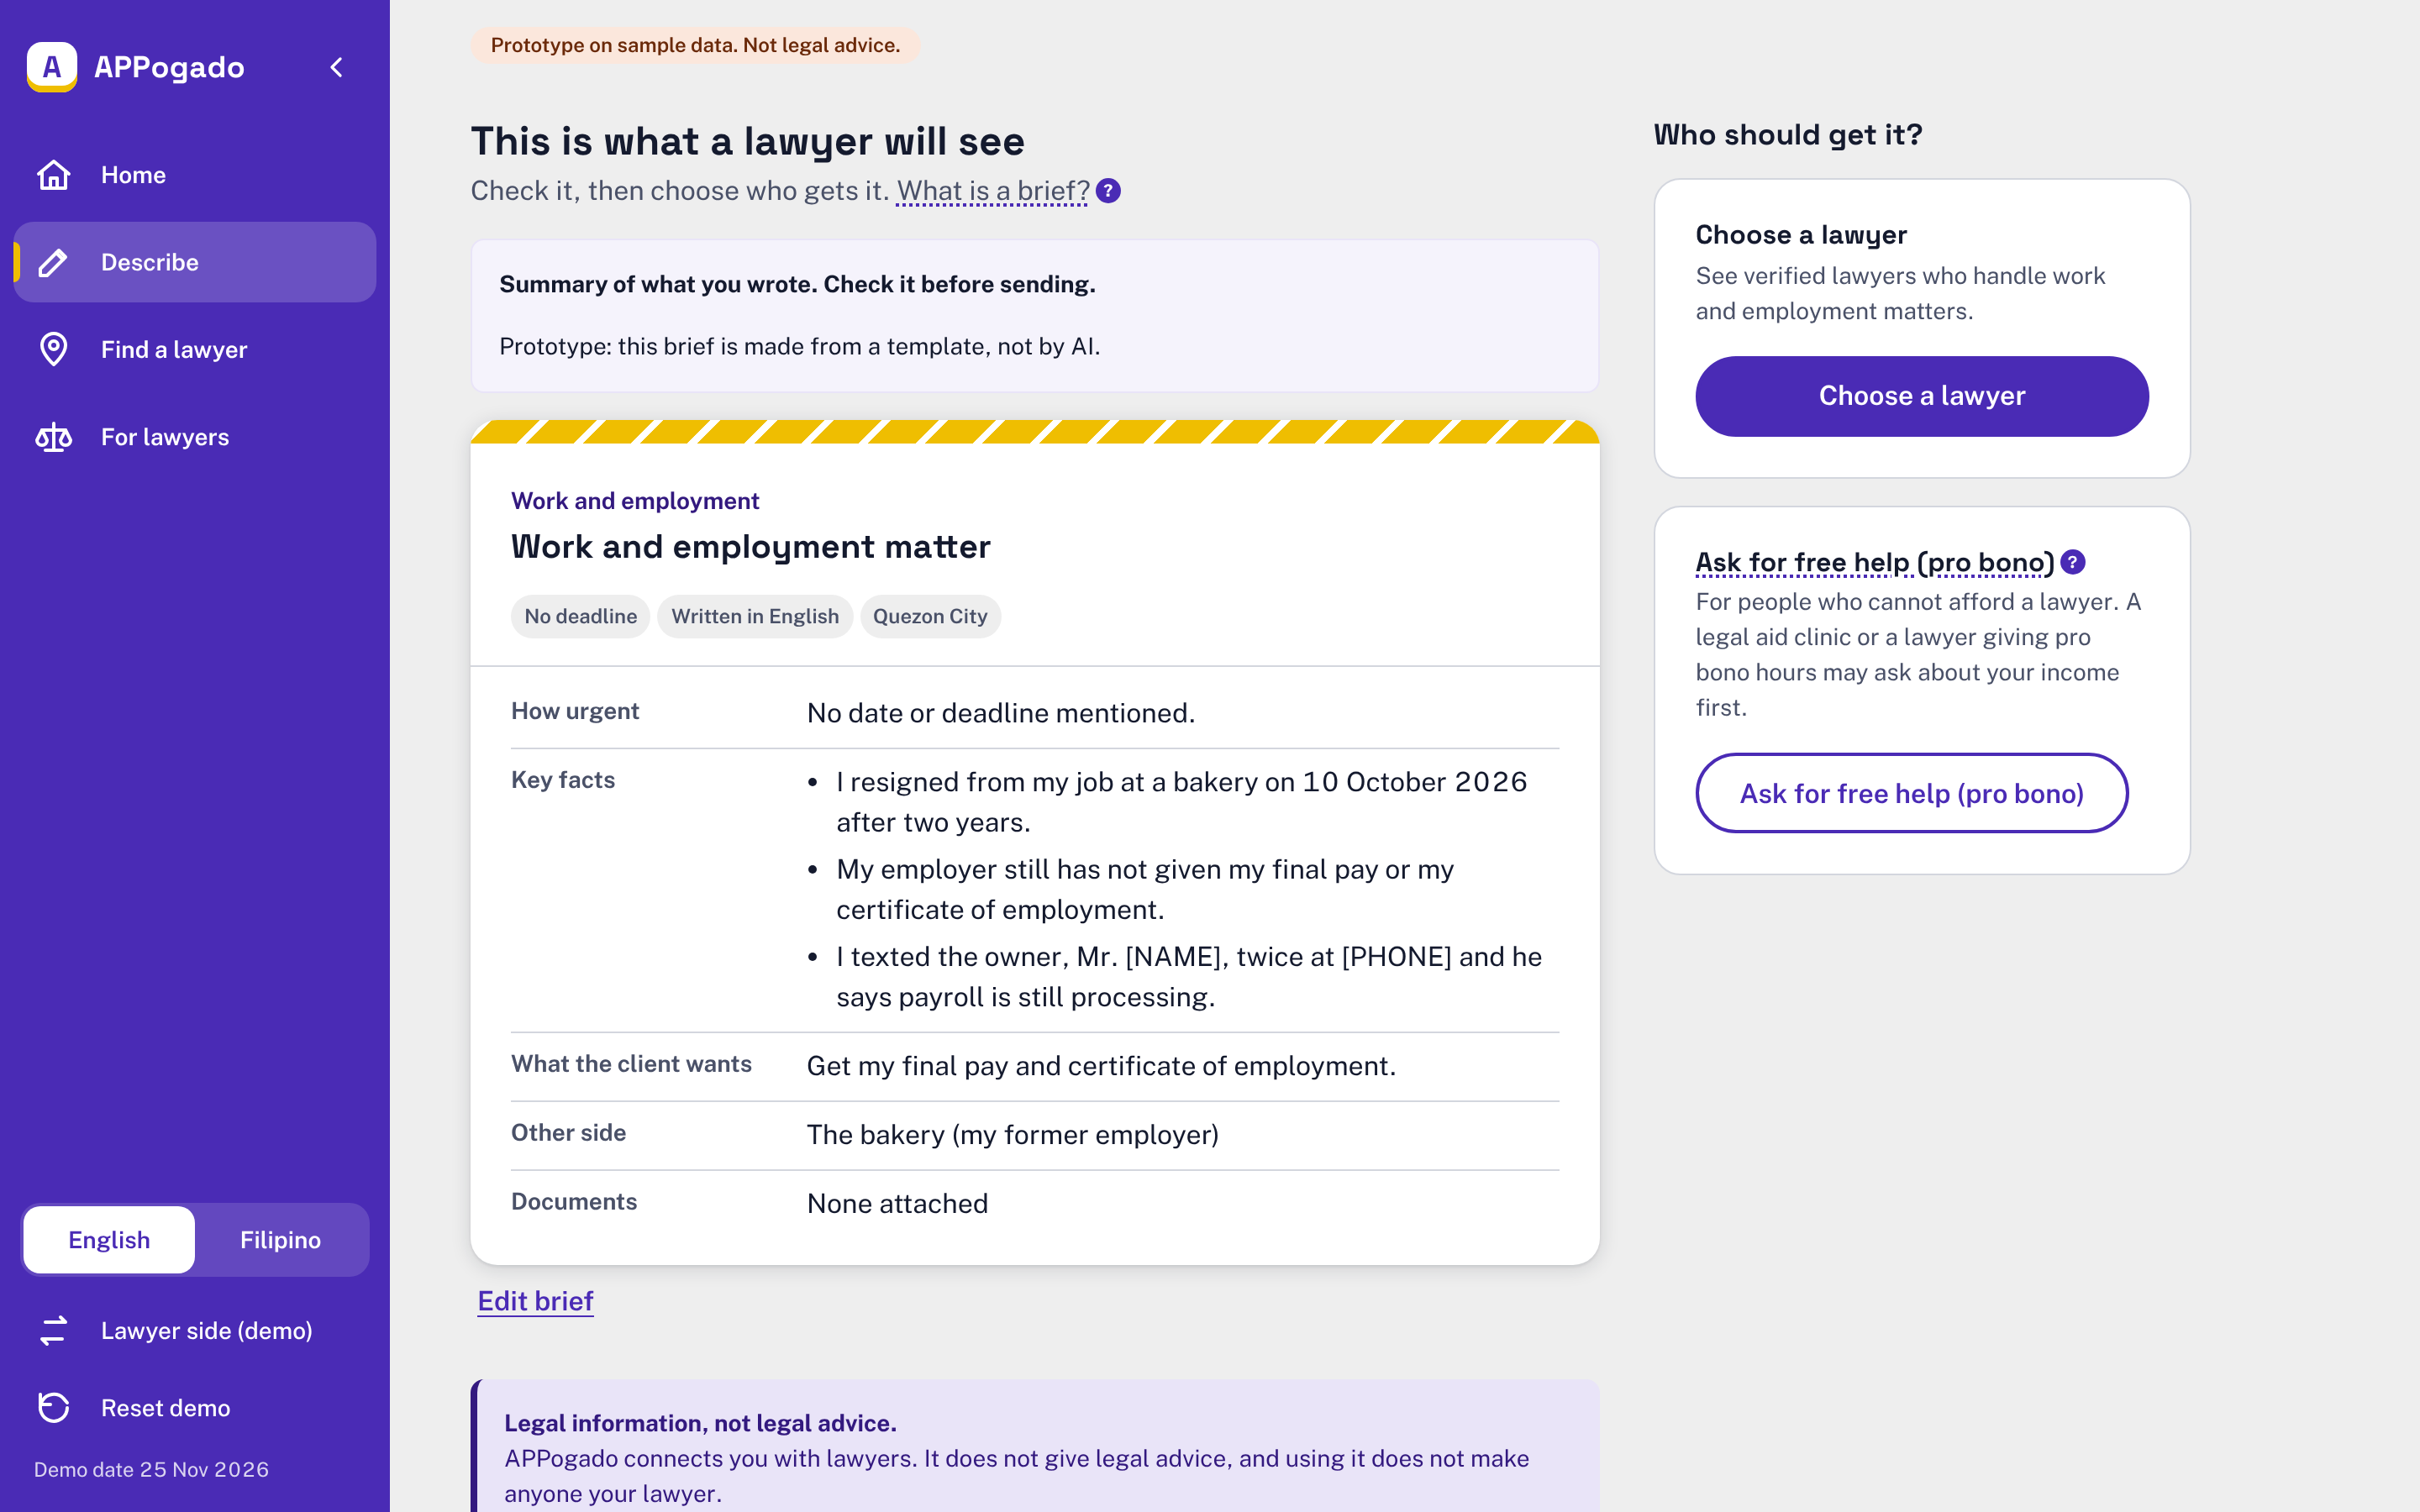 A APPogado
Home
Describe
Find a lawyer
For lawyers
English Filipino
Lawyer side (demo)
Reset demo
Demo date 25 Nov 2026
Prototype on sample data. Not legal advice.
This is what a lawyer will see
Check it, then choose who gets it. What is a brief? ?
Summary of what you wrote. Check it before sending.
Prototype: this brief is made from a template, not by AI.
Work and employment
Work and employment matter
No deadline Written in English Quezon City
How urgent No date or deadline mentioned.
Key facts • I resigned from my job at a bakery on 10 October 2026
after two years.
• My employer still has not given my final pay or my
certificate of employment.
• I texted the owner, Mr. [NAME], twice at [PHONE] and he
says payroll is still processing.
What the client wants Get my final pay and certificate of employment.
Other side The bakery (my former employer)
Documents None attached
Edit brief
Legal information, not legal advice.
APPogado connects you with lawyers. It does not give legal advice, and using it does not make
anyone your lawyer.
Who should get it?
Choose a lawyer
See verified lawyers who handle work
and employment matters.
Choose a lawyer
Ask for free help (pro bono) ?
For people who cannot afford a lawyer. A
legal aid clinic or a lawyer giving pro
bono hours may ask about your income
first.
Ask for free help (pro bono)